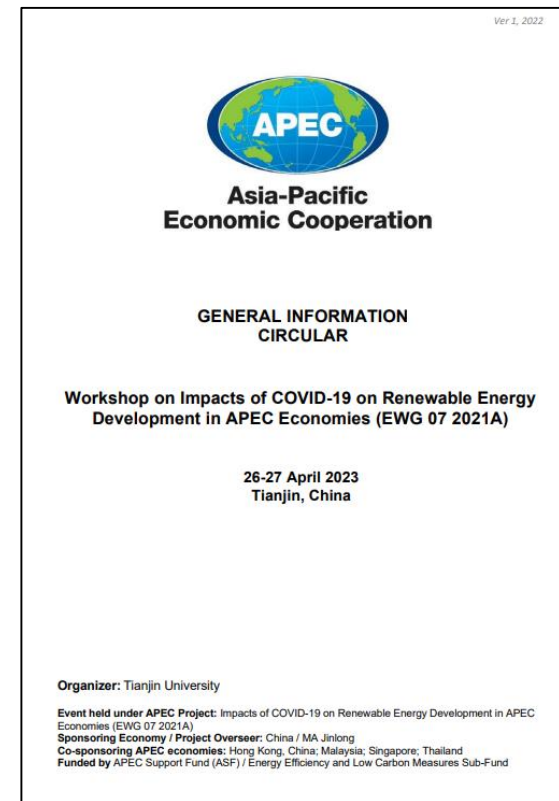 Ver 1, 2022
APEC
Asia-Pacific
Economic Cooperation
GENERAL INFORMATION
CIRCULAR
Workshop on Impacts of COVID-19 on Renewable Energy
Development in APEC Economies (EWG 07 2021A)
26-27 April 2023
Tianjin, China
Organizer: Tianjin University
Event held under APEC Project: Impacts of COVID-19 on Renewable Energy Development in APEC
Economies (EWG 07 2021A)
Sponsoring Economy / Project Overseer: China / MA Jinlong
Co-sponsoring APEC economies: Hong Kong, China; Malaysia; Singapore; Thailand
Funded by APEC Support Fund (ASF) / Energy Efficiency and Low Carbon Measures Sub-Fund